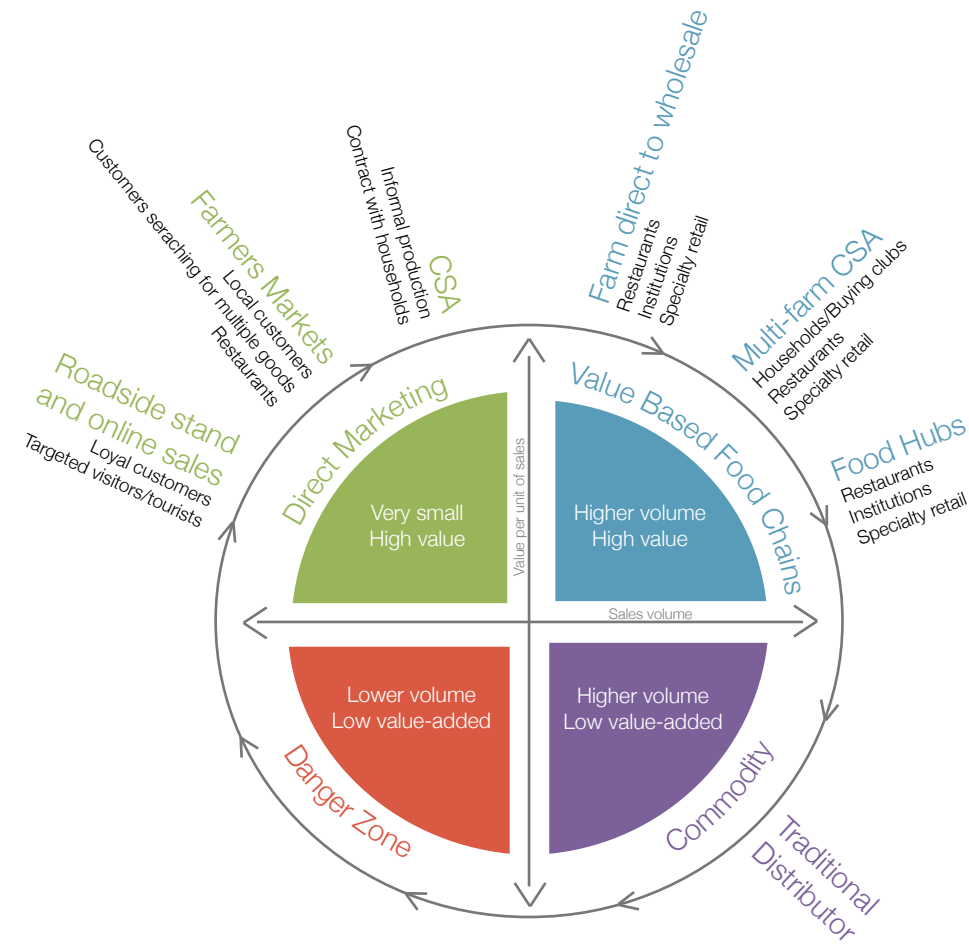 Roadside stand
and online sales
Loyal customers
Targeted visitors/tourists
Farmers Markets
Local customers
Customers seraching for multiple goods
Restaurants
CSA
Informal production
Contract with households
Farm direct to wholesale
Restaurants
Institutions
Specialty retail
Multi-farm CSA
Households/Buying clubs
Restaurants
Specialty retail
Food Hubs
Restaurants
Institutions
Specialty retail
Direct Marketing
Very small
High value
Value per unit of sales
Value Based Food Chains
Higher volume
High value
Sales volume
Lower volume
Low value-added
Danger Zone
Higher volume
Low value-added
Commodity
Traditional
Distributor